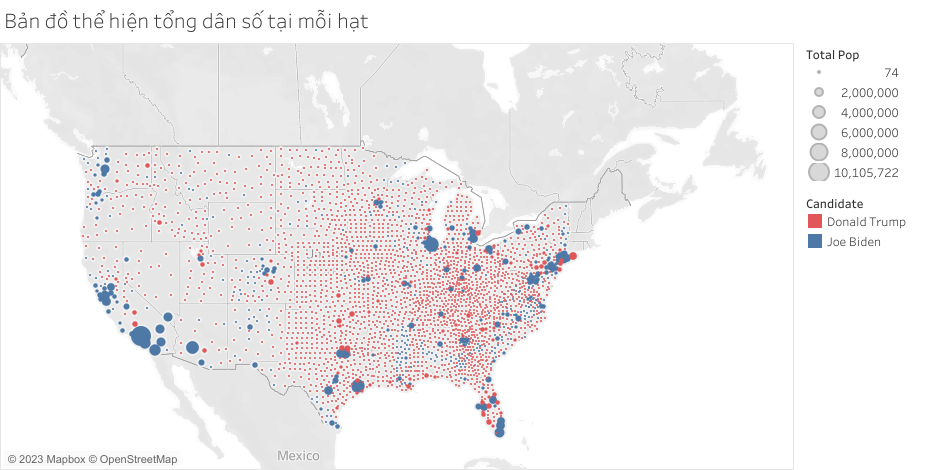 Bản đồ thể hiện tổng dân số tại mỗi hạt
Total Pop
74
2,000,000
4,000,000
6,000,000
8,000,000
10,105,722
Candidate
Donald Trump
Joe Biden
Mexico
© 2023 Mapbox © OpenStreetMap